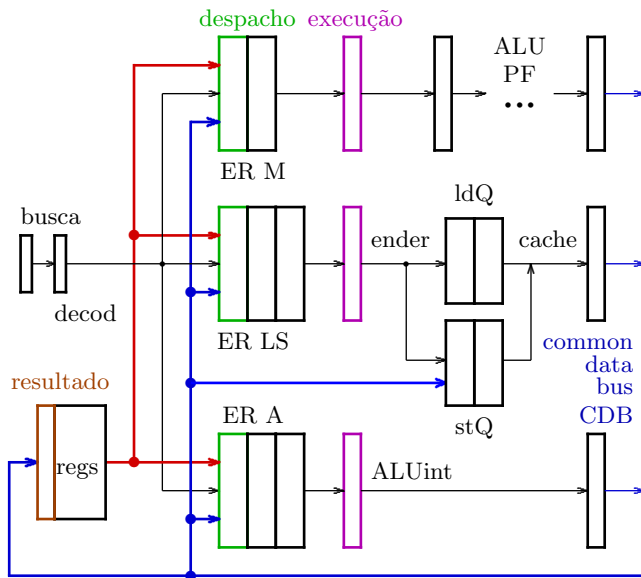 despacho execução
ALU
PF
...
ER M
busca
decod
ldQ
ender
cache
ER LS
common
data
bus
resultado
ER A
stQ
CDB
regs
ALUint